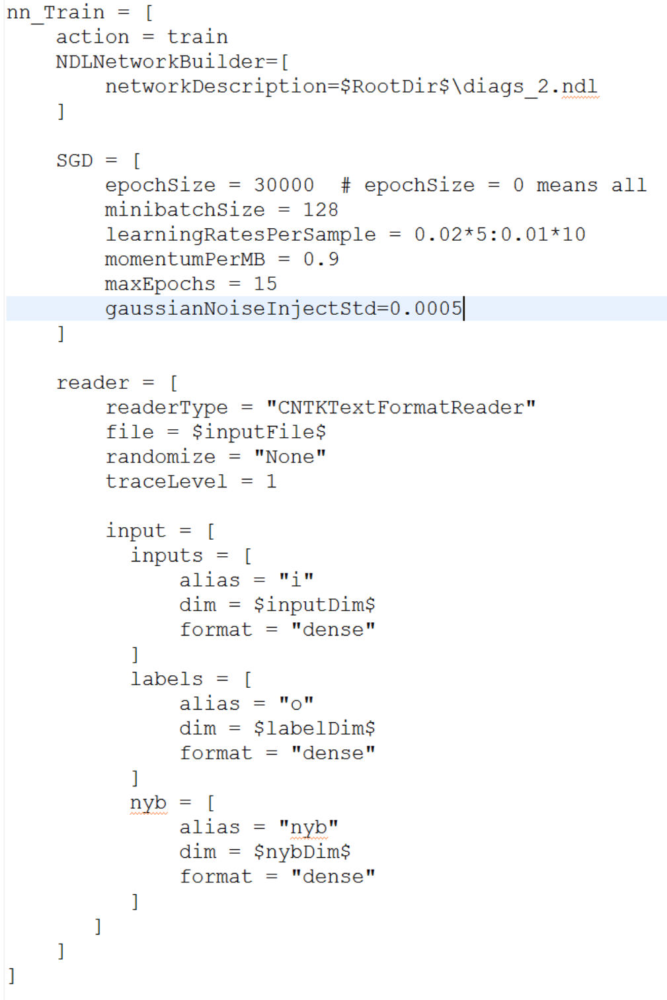 nn_Train = [
    action = train
    NDLNetworkBuilder=[
        networkDescription=$RootDir$\diags_2.ndl
    ]

    SGD = [
        epochSize = 30000  # epochSize = 0 means all
        minibatchSize = 128
        learningRatesPerSample = 0.02*5:0.01*10
        momentumPerMB = 0.9
        maxEpochs = 15
        gaussianNoiseInjectStd=0.0005
    ]

    reader = [
        readerType = "CNTKTextFormatReader"
        file = $inputFile$
        randomize = "None"
        traceLevel = 1

        input = [
          inputs = [
              alias = "i"
              dim = $inputDim$
              format = "dense"
          ]
          labels = [
              alias = "o"
              dim = $labelDim$
              format = "dense"
          ]
          nyb = [
              alias = "nyb"
              dim = $nybDim$
              format = "dense"
          ]
       ]
    ]
]